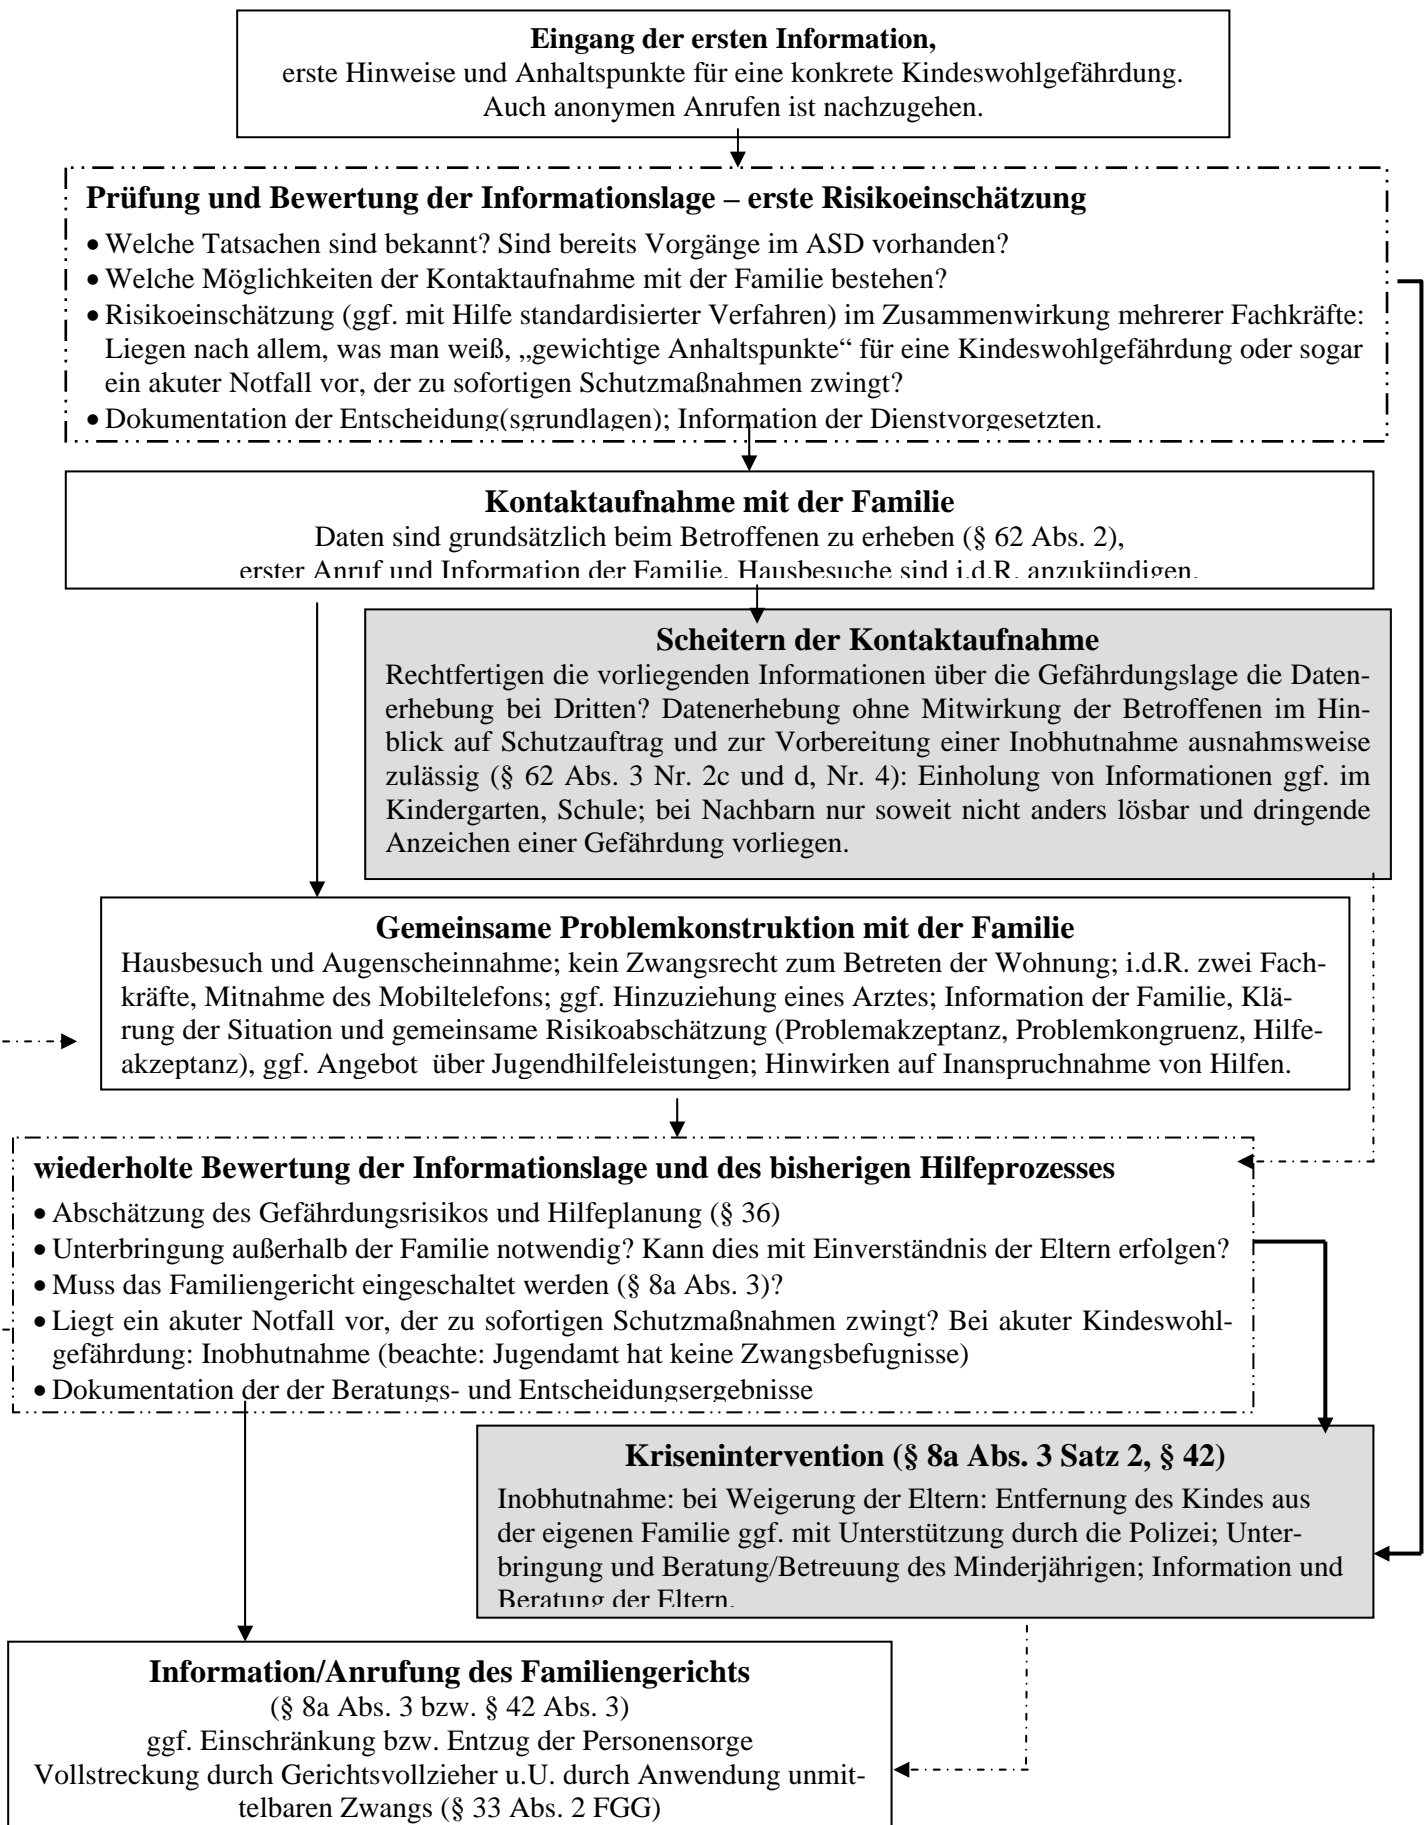 Eingang der ersten Information,
erste Hinweise und Anhaltspunkte für eine konkrete Kindeswohlgefährdung.
Auch anonymen Anrufen ist nachzugehen.
Prüfung und Bewertung der Informationslage – erste Risikoeinschätzung
• Welche Tatsachen sind bekannt? Sind bereits Vorgänge im ASD vorhanden?
• Welche Möglichkeiten der Kontaktaufnahme mit der Familie bestehen?
• Risikoeinschätzung (ggf. mit Hilfe standardisierter Verfahren) im Zusammenwirkung mehrerer Fachkräfte:
Liegen nach allem, was man weiß, „gewichtige Anhaltspunkte“ für eine Kindeswohlgefährdung oder sogar
ein akuter Notfall vor, der zu sofortigen Schutzmaßnahmen zwingt?
• Dokumentation der Entscheidung(sgrundlagen); Information der Dienstvorgesetzten.
Kontaktaufnahme mit der Familie
Daten sind grundsätzlich beim Betroffenen zu erheben (§ 62 Abs. 2),
erster Anruf und Information der Familie. Hausbesuche sind i.d.R. anzukündigen.
Scheitern der Kontaktaufnahme
Rechtfertigen die vorliegenden Informationen über die Gefährdungslage die Daten-
erhebung bei Dritten? Datenerhebung ohne Mitwirkung der Betroffenen im Hin-
blick auf Schutzauftrag und zur Vorbereitung einer Inobhutnahme ausnahmsweise
zulässig (§ 62 Abs. 3 Nr. 2c und d, Nr. 4): Einholung von Informationen ggf. im
Kindergarten, Schule; bei Nachbarn nur soweit nicht anders lösbar und dringende
Anzeichen einer Gefährdung vorliegen.
Gemeinsame Problemkonstruktion mit der Familie
Hausbesuch und Augenscheinnahme; kein Zwangsrecht zum Betreten der Wohnung; i.d.R. zwei Fach-
kräfte, Mitnahme des Mobiltelefons; ggf. Hinzuziehung eines Arztes; Information der Familie, Klä-
rung der Situation und gemeinsame Risikoabschätzung (Problemakzeptanz, Problemkongruenz, Hilfe-
akzeptanz), ggf. Angebot über Jugendhilfeleistungen; Hinwirken auf Inanspruchnahme von Hilfen.
wiederholte Bewertung der Informationslage und des bisherigen Hilfeprozesses
• Abschätzung des Gefährdungsrisikos und Hilfeplanung (§ 36)
• Unterbringung außerhalb der Familie notwendig? Kann dies mit Einverständnis der Eltern erfolgen?
• Muss das Familiengericht eingeschaltet werden (§ 8a Abs. 3)?
• Liegt ein akuter Notfall vor, der zu sofortigen Schutzmaßnahmen zwingt? Bei akuter Kindeswohl-
gefährdung: Inobhutnahme (beachte: Jugendamt hat keine Zwangsbefugnisse)
• Dokumentation der der Beratungs- und Entscheidungsergebnisse
Krisenintervention (§ 8a Abs. 3 Satz 2, § 42)
Inobhutnahme: bei Weigerung der Eltern: Entfernung des Kindes aus
der eigenen Familie ggf. mit Unterstützung durch die Polizei; Unter-
bringung und Beratung/Betreuung des Minderjährigen; Information und
Beratung der Eltern.
Information/Anrufung des Familiengerichts
(§ 8a Abs. 3 bzw. § 42 Abs. 3)
ggf. Einschränkung bzw. Entzug der Personensorge
Vollstreckung durch Gerichtsvollzieher u.U. durch Anwendung unmit-
telbaren Zwangs (§ 33 Abs. 2 FGG)